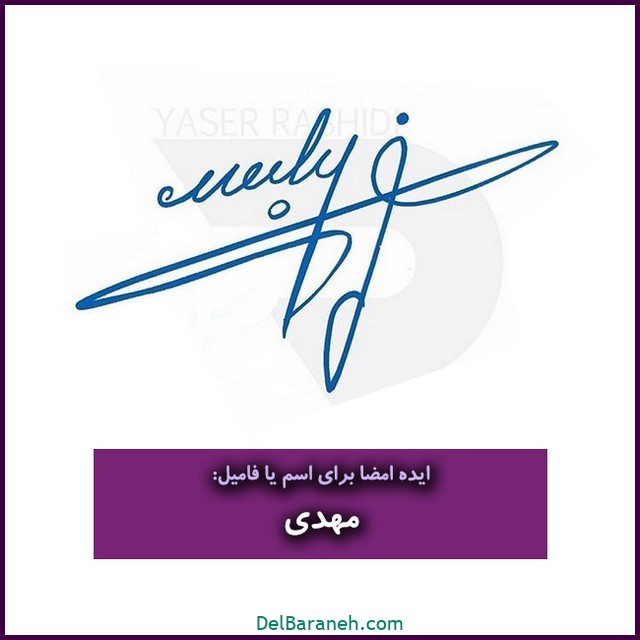 YASER RASHIDI
ایده امضا برای اسم یا فامیل:
مهدی
DelBaraneh.com